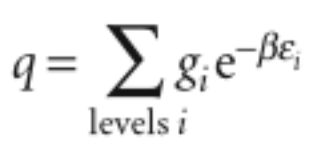 q = ∑ gᵢe^−βεᵢ
levels i